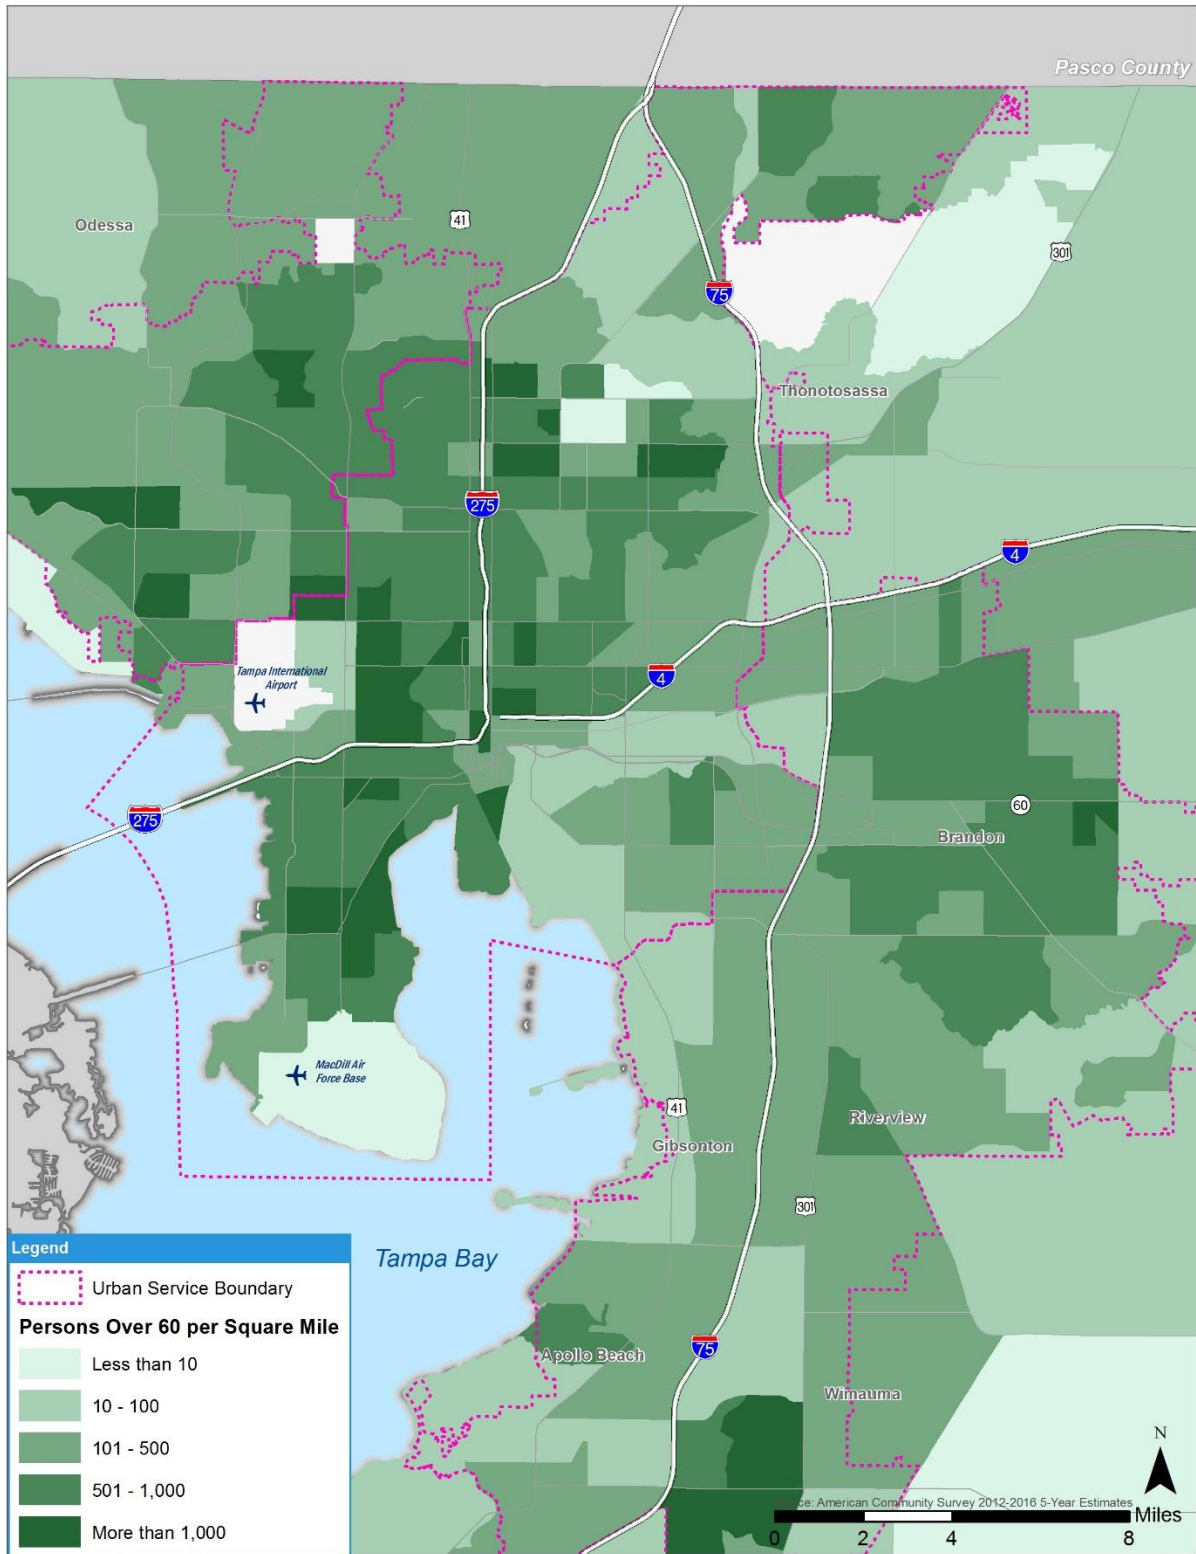 Pasco County
Odessa
41
301
75
Thonotosassa
275
4
Tampa International
Airport
4
60
275
Brandon
MacDill Air
Force Base
41
Riverview
Gibsonton
301
Tampa Bay
75
Apollo Beach
Wimauma
Legend
Urban Service Boundary
Persons Over 60 per Square Mile
Less than 10
10 - 100
101 - 500
501 - 1,000
More than 1,000
N
ce: American Community Survey 2012-2016 5-Year Estimates
Miles
0 2 4 8